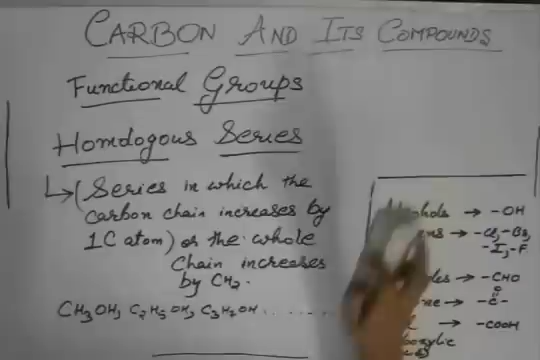 CARBON AND ITS COMPOUNDS
Functional Groups
Homologous Series
↳(Series in which the
carbon chain increases by
1C atom) or the whole
chain increases
by CH2.
CH3OH, C2H5OH, C3H7OH .......
→ -OH
→ -Cl, -Br,
-I, -F
→ -CHO
→ -C-
O
→ -COOH